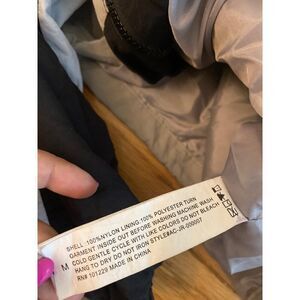 SHELL:100%NYLON LINING:100% POLYESTER TURN
GARMENT INSIDE OUT BEFORE WASHING MACHINE WASH
COLD GENTLE CYCLE WITH LIKE COLORS DO NOT BLEACH
HANG TO DRY DO NOT IRON STYLE#AC-JR-000007
RN# 101229 MADE IN CHINA
M